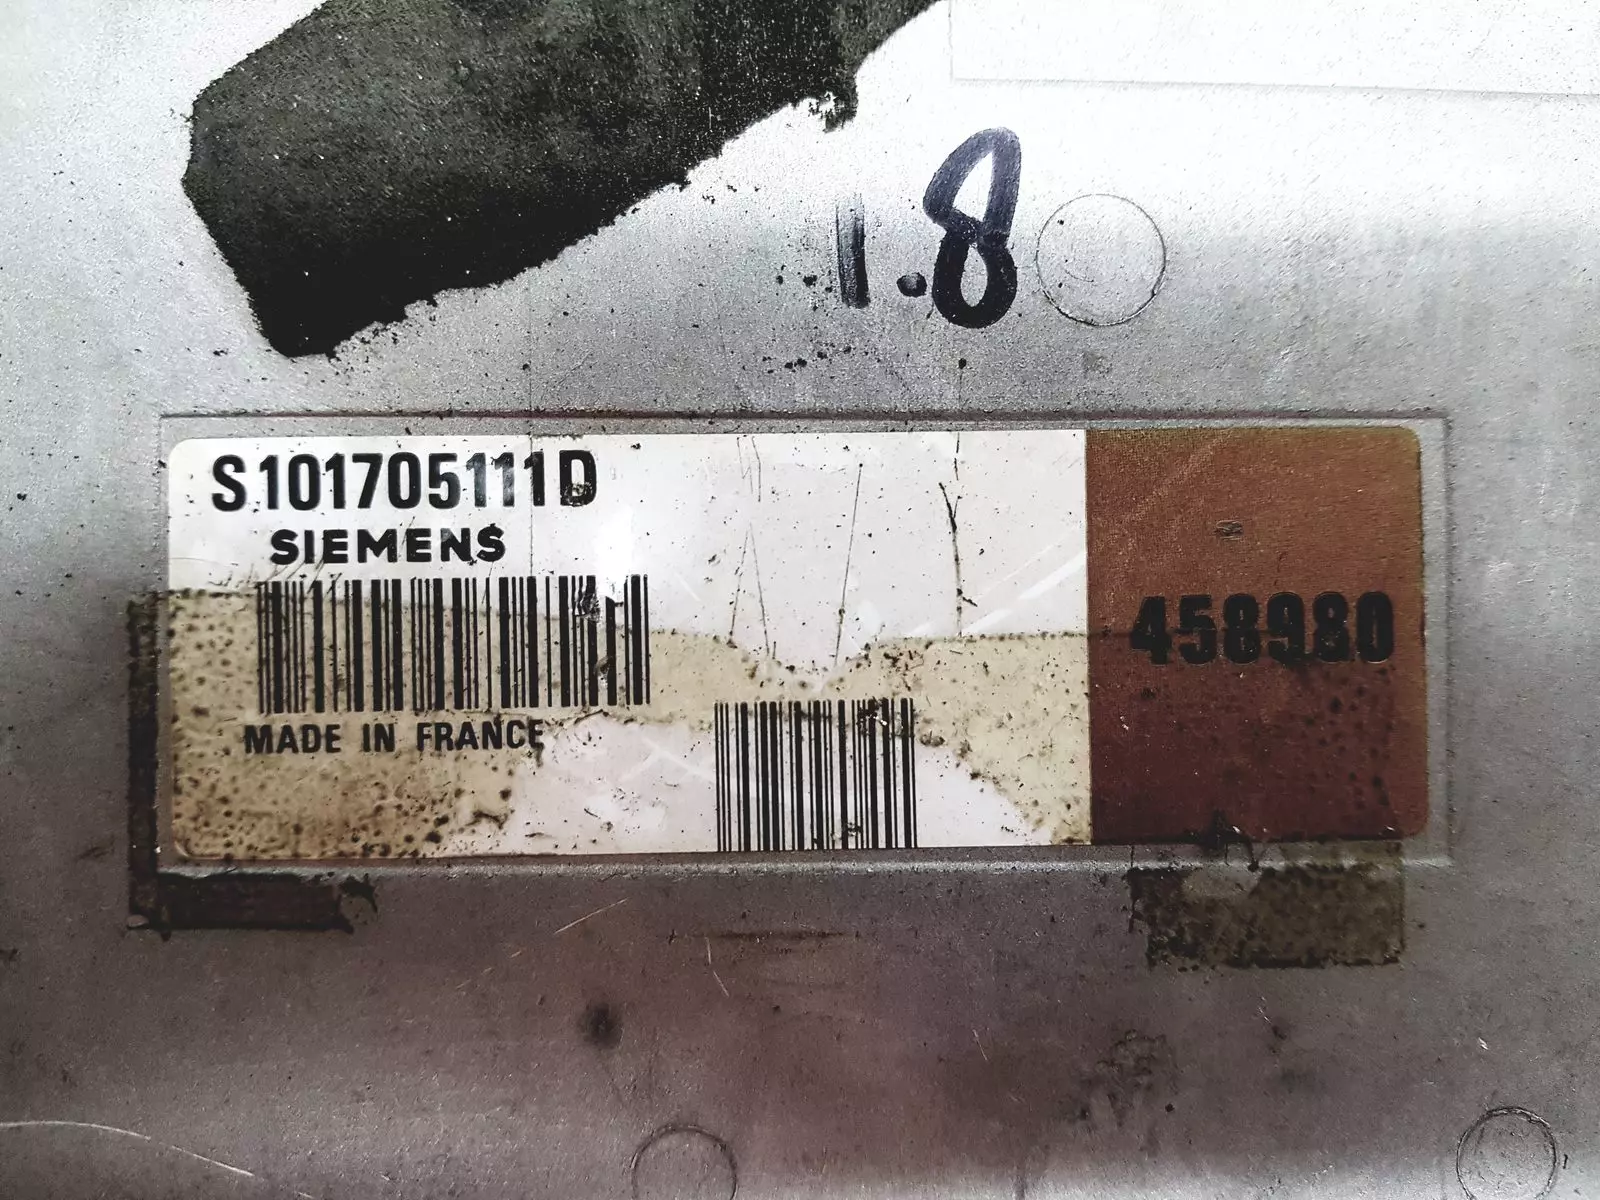 1.8
S101705111D
SIEMENS
458980
MADE IN FRANCE